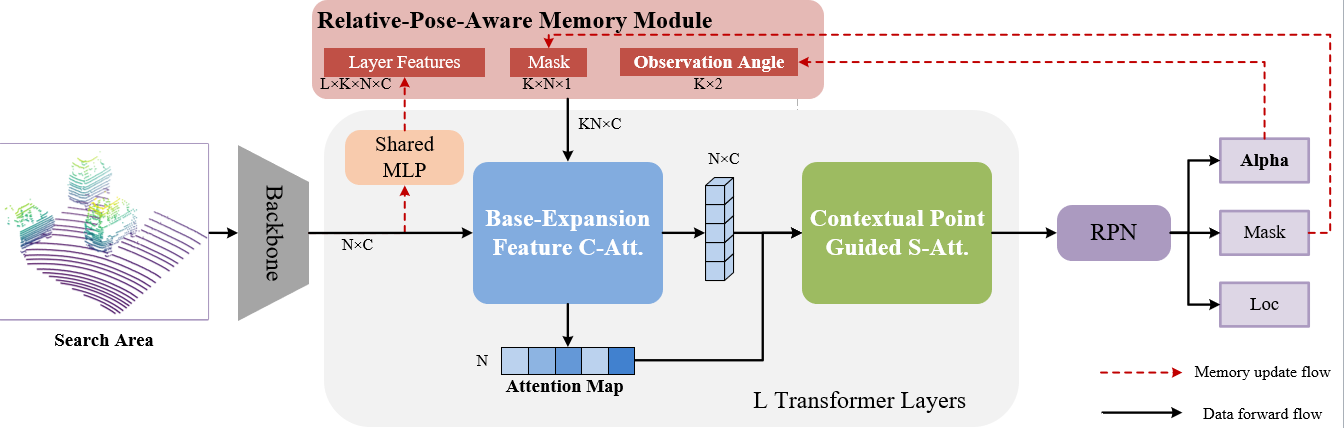 Relative-Pose-Aware Memory Module
Layer Features
Mask
Observation Angle
L×K×N×C
K×N×1
K×2
KN×C
Shared
MLP
N×C
Backbone
N×C
Base-Expansion
Feature C-Att.
Contextual Point
Guided S-Att.
RPN
Alpha
Mask
Loc
Search Area
N
Attention Map
L Transformer Layers
Memory update flow
Data forward flow